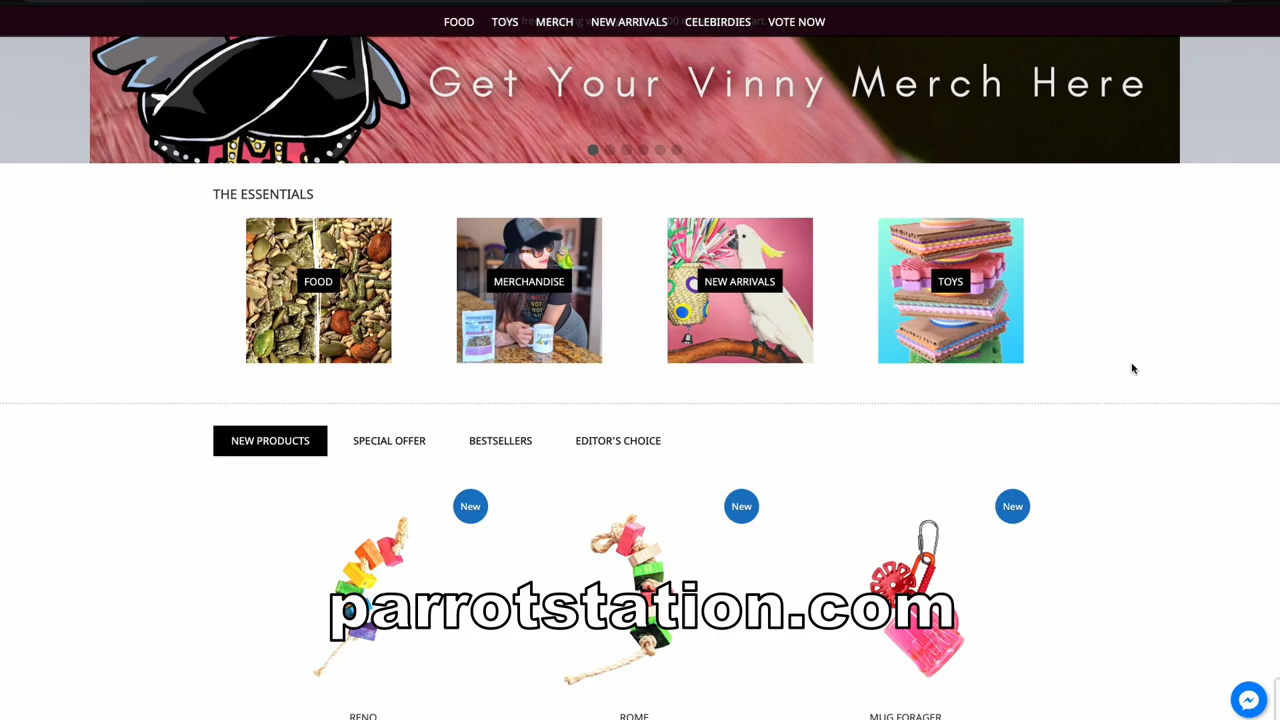 FOOD TOYS MERCH NEW ARRIVALS CELEBIRDIES VOTE NOW
Get Your Vinny Merch Here
THE ESSENTIALS
FOOD MERCHANDISE NEW ARRIVALS TOYS
NEW PRODUCTS SPECIAL OFFER BESTSELLERS EDITOR'S CHOICE
New New New
parrotstation.com
RENO ROME MUG FORAGER